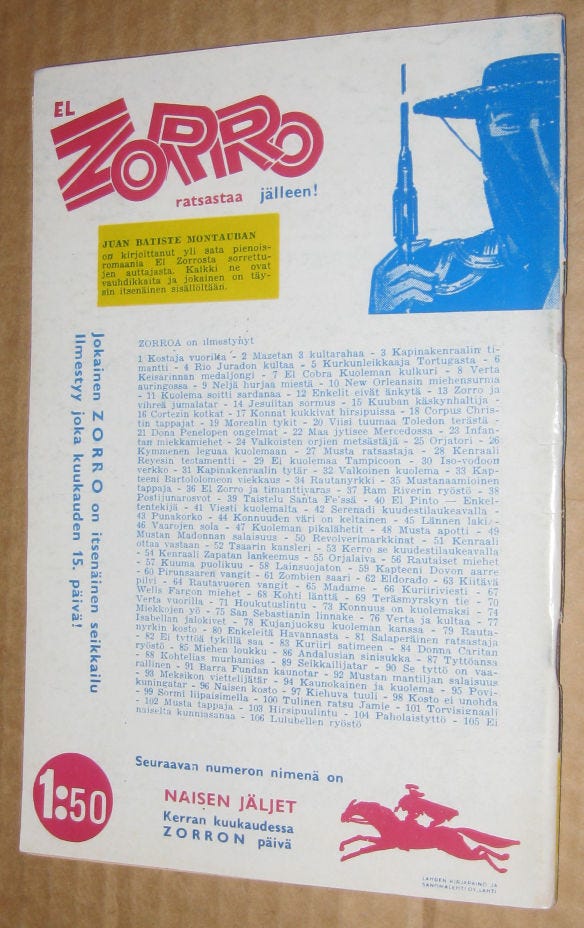 EL
ZORRO
ratsastaa jälleen!
JUAN BATISTE MONTAUBAN
on kirjoittanut yli sata pienois-
romaania El Zorrosta sorrettu-
jen auttajasta. Kaikki ne ovat
vauhdikkaita ja jokainen on täy-
sin itsenäinen sisällöltään.
Jokainen ZORRO on itsenäinen seikkailu
Ilmestyy joka kuukauden 15. päivä!
ZORROA on ilmestynyt
1 Kostaja vuorilta - 2 Mazetan 3 kultarahaa - 3 Kapinakenraalin ti-
mantti - 4 Rio Juradon kultaa - 5 Kurkunleikkaaja Tortugasta - 6
Keisarinnan medaljongi - 7 El Cobra Kuoleman kulkuri - 8 Verta
auringossa - 9 Neljä hurjaa miestä - 10 New Orleansin miehensurmia
- 11 Kuolema soitti sardanaa - 12 Enkelit eivät änkytä - 13 Zorro ja
vihreä jumalatar - 14 Jesuiitan sormus - 15 Kuuban käskynhaltija -
16 Cortezin kotkat - 17 Konnat kukkivat hirsipuissa - 18 Corpus Chris-
tin tappajat - 19 Morealin tykit - 20 Viisi tuumaa Toledon terästä -
21 Dona Penelopen ongelmat - 22 Maa jytisee Mercedossa - 23 Infan-
tan miekkamiehet - 24 Valkoisten orjien metsästäjä - 25 Orjatori - 26
Kymmenen leguaa kuolemaan - 27 Musta ratsastaja - 28 Kenraali
Reyesin testamentti - 29 Ei kuolemaa Tampicoon - 30 Iso-vodoon
verkko - 31 Kapinakenraalin tytär - 32 Valkoinen kuolema - 33 Kap-
teeni Bartololomeon viekkaus - 34 Rautanyrkki - 35 Mustanaamioinen
tappaja - 36 El Zorro ja timanttivaras - 37 Ram Riverin ryöstö - 38
Postijunarosvot - 39 Taistelu Santa Fe'ssä - 40 El Pinto — Enkel-
tentekijä - 41 Viesti kuolemalta - 42 Serenadi kuudestilaukeavalla -
43 Punakorko - 44 Konnuuden väri on keltainen - 45 Lännen laki -
46 Vaarojen sola - 47 Kuoleman pikalähetit - 48 Musta apotti - 49
Mustan Madonnan salaisuus - 50 Revolverimarkkinat - 51 Kenraali
ottaa vastaan - 52 Tsaarin kansleri - 53 Kerro se kuudestilaukeavalla
- 54 Kenraali Zapatan lankeemus - 55 Orjalaiva - 56 Rautaiset miehet
- 57 Kuuma puolikuu - 58 Lainsuojaton - 59 Kapteeni Dovon aarre
- 60 Pirunsaaren vangit - 61 Zombien saari - 62 Eldorado - 63 Kiitävä
pilvi - 64 Rautavuoren vangit - 65 Madame - 66 Kuriiriviesti - 67
Wells Fargon miehet - 68 Kohti länttä - 69 Teräsmyrskyn tie - 70
Verta vuorilla - 71 Houkutuslintu - 73 Konnuus on kuolemaksi - 74
Miekkojen yö - 75 San Sebastianin linnake - 76 Verta ja kultaa - 77
Isabellan jalokivet - 78 Kujanjuoksu kuoleman kanssa - 79 Rauta-
nyrkin kosto - 80 Enkeleitä Havannasta - 81 Salaperäinen ratsastaja
- 82 Ei tyttöä tykillä saa - 83 Kuriiri satimeen - 84 Donna Caritan
ryöstö - 85 Miehen loukku - 86 Andalusian sinisukka - 87 Tyttöansa
- 88 Kohtelias murhamies - 89 Seikkailijatar - 90 Se tyttö on vaa-
rallinen - 91 Barra Fundan kaunotar - 92 Mustan mantiljan salaisuus
- 93 Meksikon viettelijätär - 94 Kaunokainen ja kuolema - 95 Povi-
kuningatar - 96 Naisen kosto - 97 Kiehuva tuuli - 98 Kosto ei unohda
- 99 Sormi liipaisimella - 100 Tulinen ratsu Jamie - 101 Torvisignaali
- 102 Musta tappaja - 103 Hirsipuulintu - 104 Paholaistyttö - 105 Ei
naiselta kunniasanaa - 106 Lulubellen ryöstö
Seuraavan numeron nimenä on
NAISEN JÄLJET
Kerran kuukaudessa
ZORRON päivä
1:50
LAHDEN KIRJAPAINO JA
SANOMALEHTI OY, LAHTI